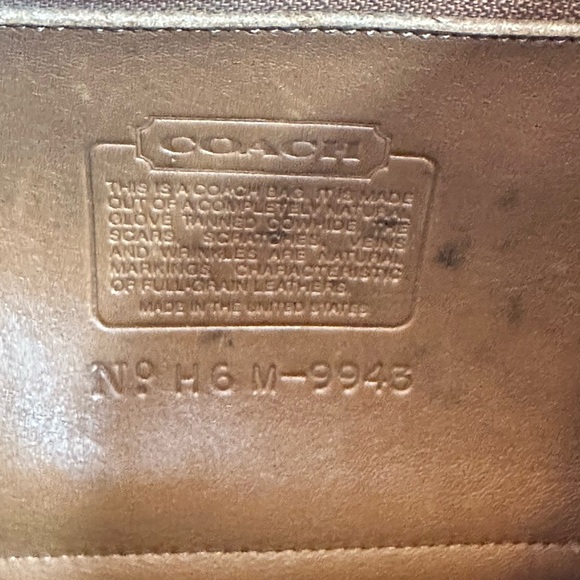 COACH
THIS IS A COACH BAG. IT IS MADE
OUT OF A COMPLETELY NATURAL
GLOVE TANNED COWHIDE THE
SCARS, SCRATCHES, VEINS
AND WRINKLES ARE NATURAL
MARKINGS CHARACTERISTIC
OF FULL-GRAIN LEATHERS.
MADE IN THE UNITED STATES
No H6M-9943